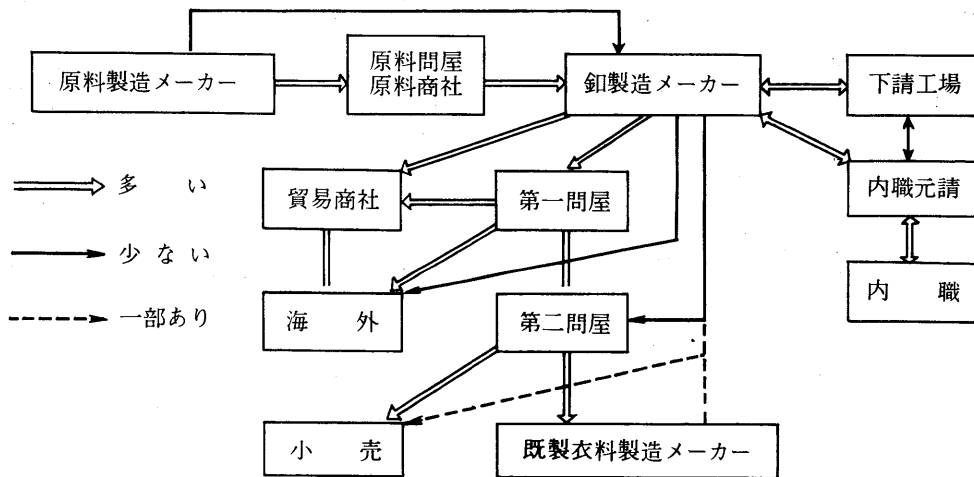 原料製造メーカー
原料問屋
原料商社
釦製造メーカー
下請工場
多い
貿易商社
第一問屋
内職元請
少ない
海外
第二問屋
内職
一部あり
小売
既製衣料製造メーカー